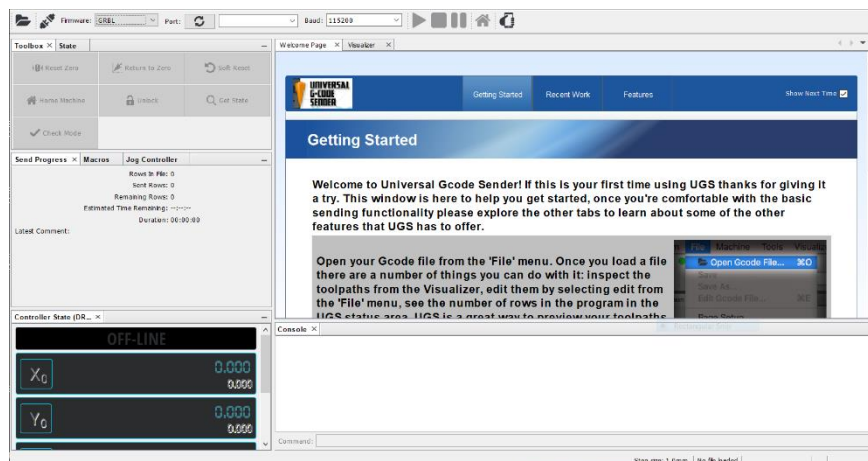 Firmware: GRBL Port: Baud: 115200
Toolbox × State
Welcome Page × Visualizer ×
Reset Zero Return to Zero Soft Reset
Home Machine Unlock Get State
Check Mode
UNIVERSAL
G-CODE
SENDER
Getting Started Recent Work Features Show Next Time
Getting Started
Send Progress × Macros Jog Controller
Rows In File: 0
Sent Rows: 0
Remaining Rows: 0
Estimated Time Remaining: --:--:--
Duration: 00:00:00
Latest Comment:
Welcome to Universal Gcode Sender! If this is your first time using UGS thanks for giving it
a try. This window is here to help you get started, once you're comfortable with the basic
sending functionality please explore the other tabs to learn about some of the other
features that UGS has to offer.
Open your Gcode file from the 'File' menu. Once you load a file
there are a number of things you can do with it: inspect the
toolpaths from the Visualizer, edit them by selecting edit from
the 'File' menu, see the number of rows in the program in the
UGS status area. UGS is a great way to preview your toolpaths
File Machine Tools
Open Gcode File... ⌘O
Save
Save As...
Edit Gcode File... ⌘E
Page Setup
Controller State (DR... ×
OFF-LINE
X0 0.000
0.000
Y0 0.000
0.000
Console ×
Command:
Step size: 1.0mm No file loaded